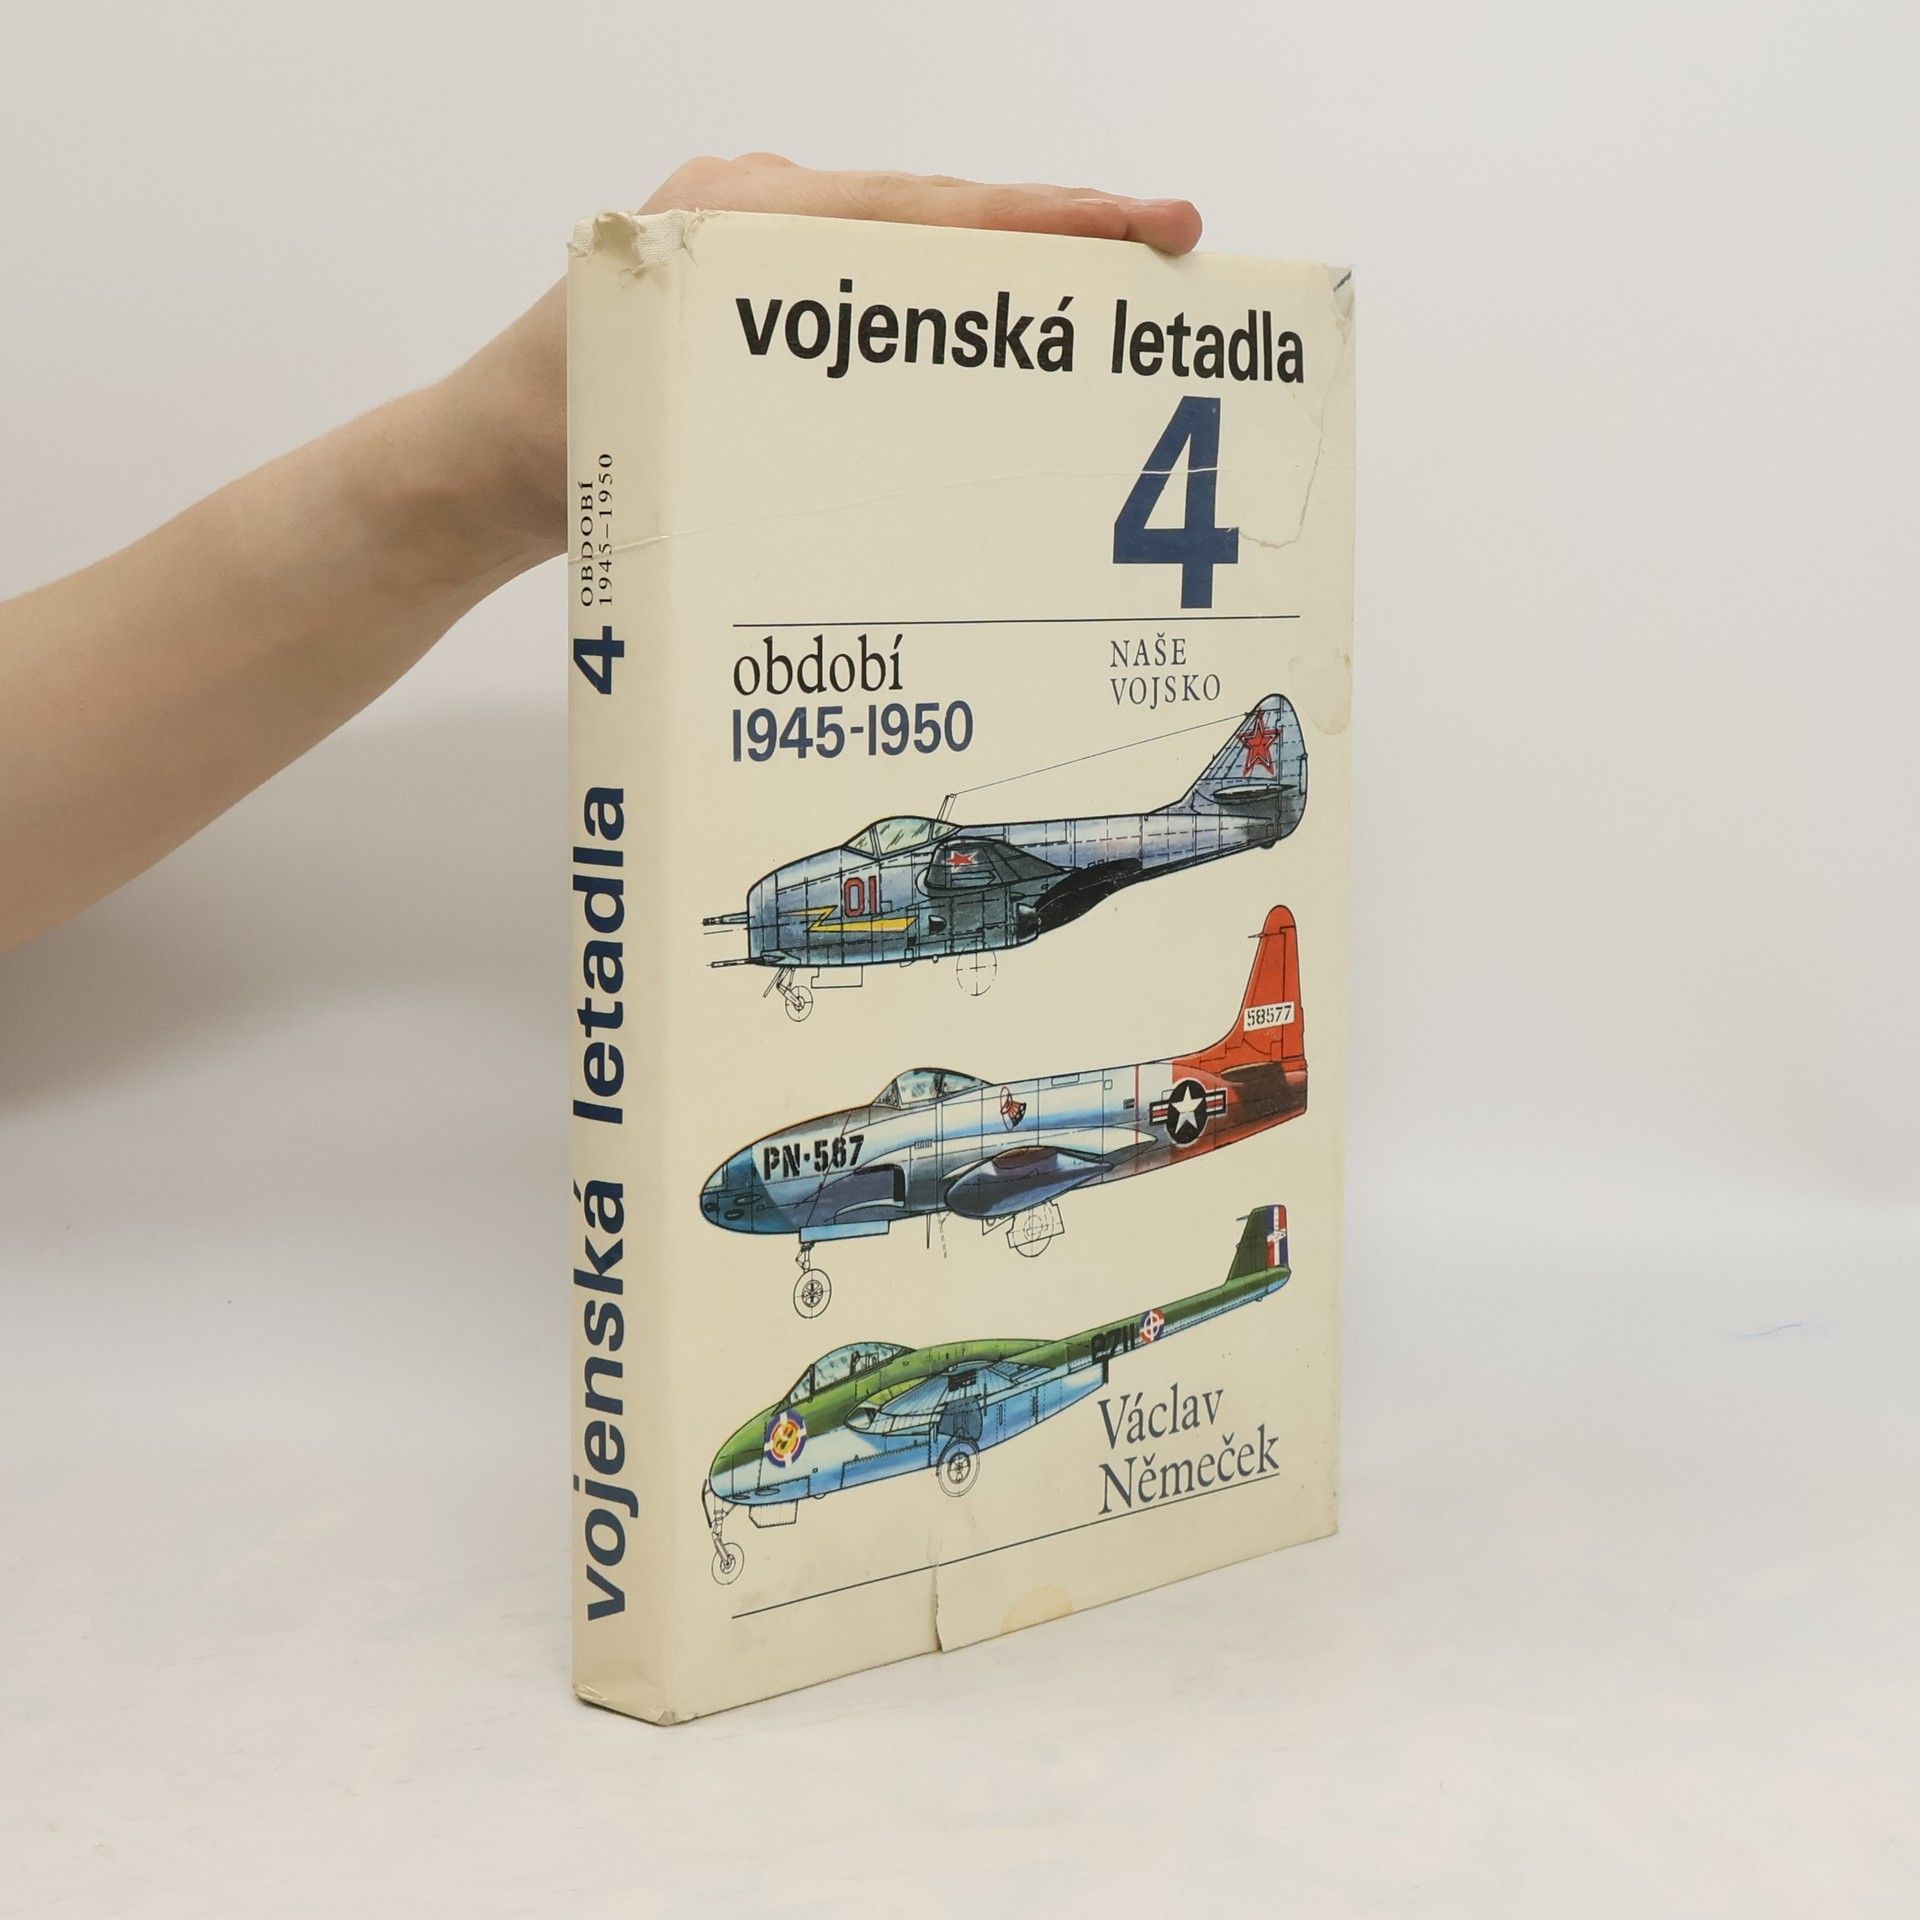 vojenská letadla
4
období
1945-1950
NAŠE
VOJSKO
01
58577
PN-567
Václav
Němeček
vojenská letadla 4 OBDOBÍ
1945–1950